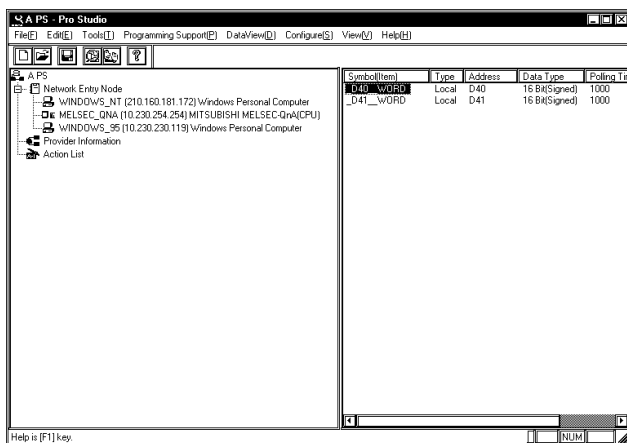 A PS - Pro Studio
File(F) Edit(E) Tools(T) Programming Support(P) DataView(D) Configure(S) View(V) Help(H)
A PS
Network Entry Node
WINDOWS_NT (210.160.181.172) Windows Personal Computer
MELSEC_QNA (10.230.254.254) MITSUBISHI MELSEC-QnA(CPU)
WINDOWS_95 (10.230.230.119) Windows Personal Computer
Provider Information
Action List
Symbol(Item) Type Address Data Type Polling Ti
_D40__WORD Local D40 16 Bit(Signed) 1000
_D41__WORD Local D41 16 Bit(Signed) 1000
Help is [F1] key.
NUM